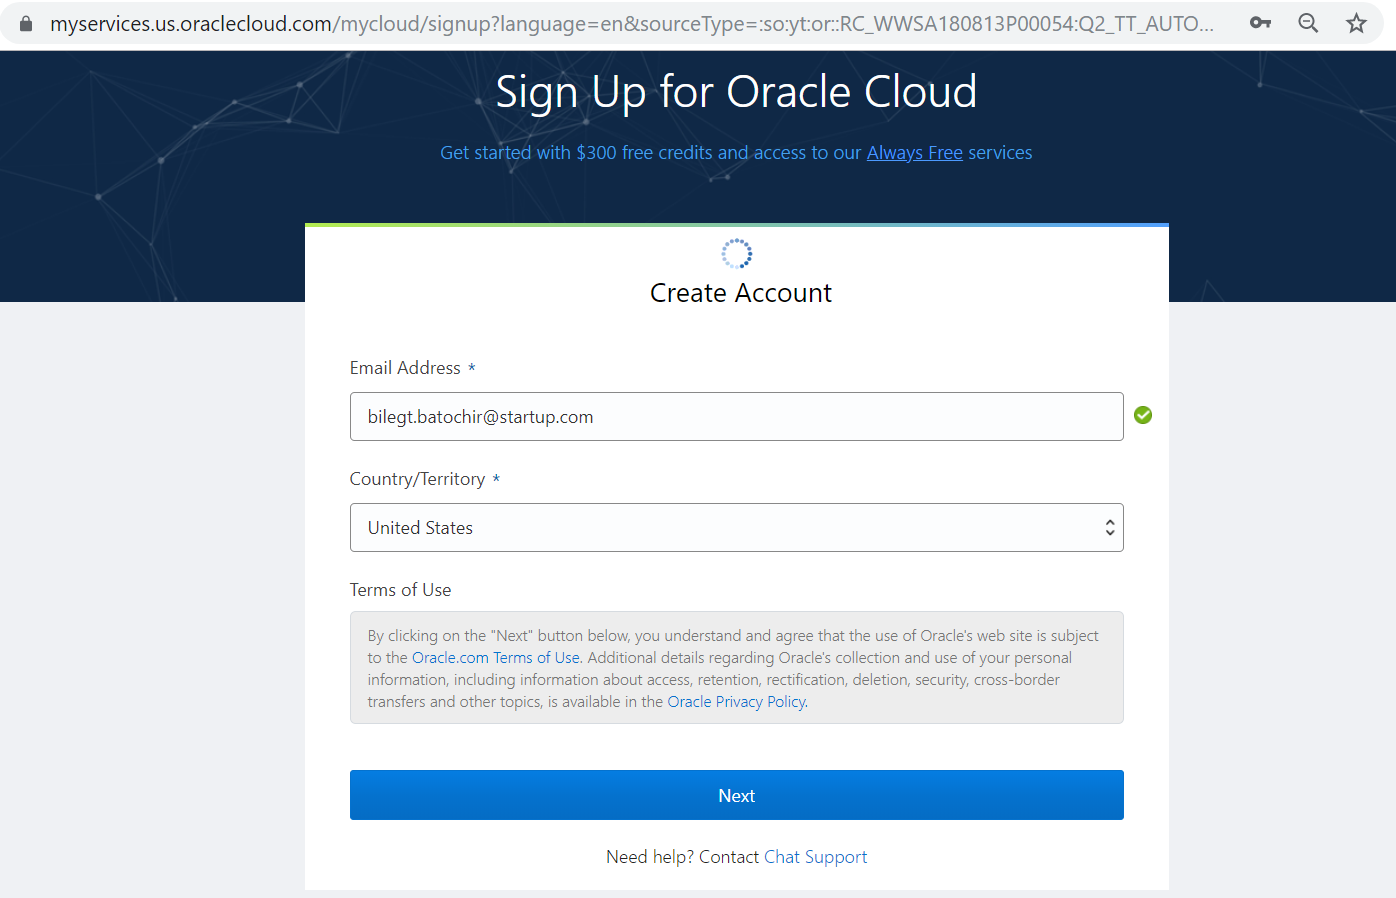 myservices.us.oraclecloud.com/mycloud/signup?language=en&sourceType=:so:yt:or::RC_WWSA180813P00054:Q2_TT_AUTO...
Sign Up for Oracle Cloud
Get started with $300 free credits and access to our Always Free services
Create Account
Email Address *
bilegt.batochir@startup.com
Country/Territory *
United States
Terms of Use
By clicking on the "Next" button below, you understand and agree that the use of Oracle's web site is subject
to the Oracle.com Terms of Use. Additional details regarding Oracle's collection and use of your personal
information, including information about access, retention, rectification, deletion, security, cross-border
transfers and other topics, is available in the Oracle Privacy Policy.
Next
Need help? Contact Chat Support